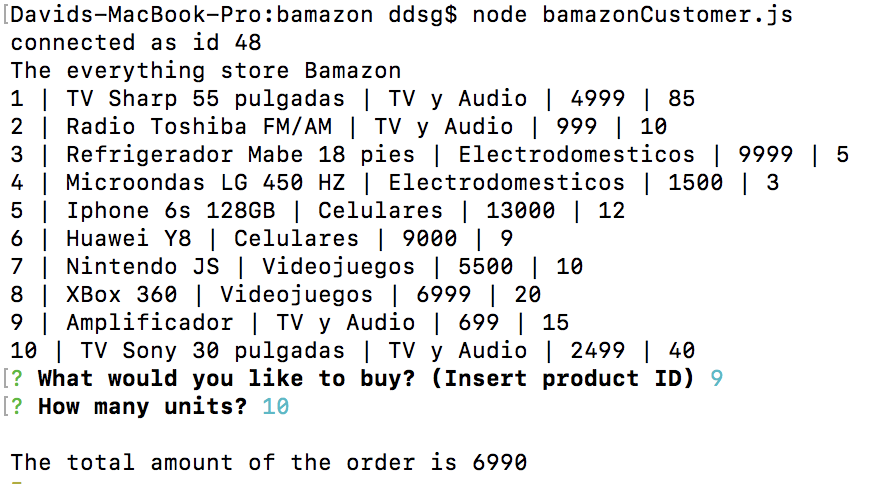 [Davids-MacBook-Pro:bamazon ddsg$ node bamazonCustomer.js
connected as id 48
The everything store Bamazon
1 | TV Sharp 55 pulgadas | TV y Audio | 4999 | 85
2 | Radio Toshiba FM/AM | TV y Audio | 999 | 10
3 | Refrigerador Mabe 18 pies | Electrodomesticos | 9999 | 5
4 | Microondas LG 450 HZ | Electrodomesticos | 1500 | 3
5 | Iphone 6s 128GB | Celulares | 13000 | 12
6 | Huawei Y8 | Celulares | 9000 | 9
7 | Nintendo JS | Videojuegos | 5500 | 10
8 | XBox 360 | Videojuegos | 6999 | 20
9 | Amplificador | TV y Audio | 699 | 15
10 | TV Sony 30 pulgadas | TV y Audio | 2499 | 40
[? What would you like to buy? (Insert product ID) 9
[? How many units? 10
The total amount of the order is 6990